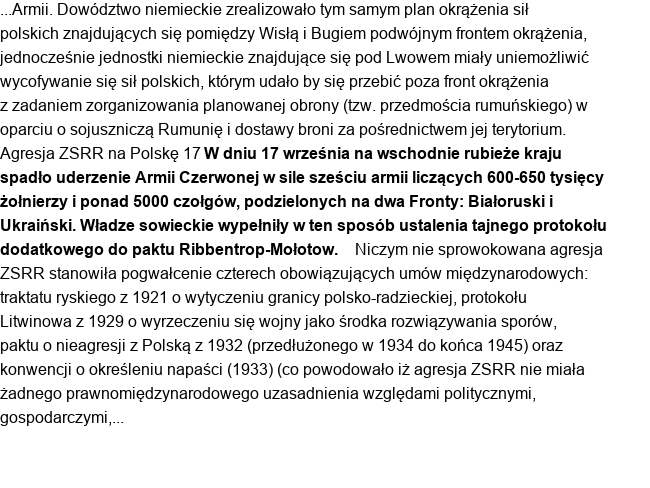 ...Armii. Dowództwo niemieckie zrealizowało tym samym plan okrążenia sił
polskich znajdujących się pomiędzy Wisłą i Bugiem podwójnym frontem okrążenia,
jednocześnie jednostki niemieckie znajdujące się pod Lwowem miały uniemożliwić
wycofywanie się sił polskich, którym udało by się przebić poza front okrążenia
z zadaniem zorganizowania planowanej obrony (tzw. przedmościa rumuńskiego) w
oparciu o sojuszniczą Rumunię i dostawy broni za pośrednictwem jej terytorium.
Agresja ZSRR na Polskę 17 W dniu 17 września na wschodnie rubieże kraju
spadło uderzenie Armii Czerwonej w sile sześciu armii liczących 600-650 tysięcy
żołnierzy i ponad 5000 czołgów, podzielonych na dwa Fronty: Białoruski i
Ukraiński. Władze sowieckie wypełniły w ten sposób ustalenia tajnego protokołu
dodatkowego do paktu Ribbentrop-Mołotow. Niczym nie sprowokowana agresja
ZSRR stanowiła pogwałcenie czterech obowiązujących umów międzynarodowych:
traktatu ryskiego z 1921 o wytyczeniu granicy polsko-radzieckiej, protokołu
Litwinowa z 1929 o wyrzeczeniu się wojny jako środka rozwiązywania sporów,
paktu o nieagresji z Polską z 1932 (przedłużonego w 1934 do końca 1945) oraz
konwencji o określeniu napaści (1933) (co powodowało iż agresja ZSRR nie miała
żadnego prawnomiędzynarodowego uzasadnienia względami politycznymi,
gospodarczymi,...